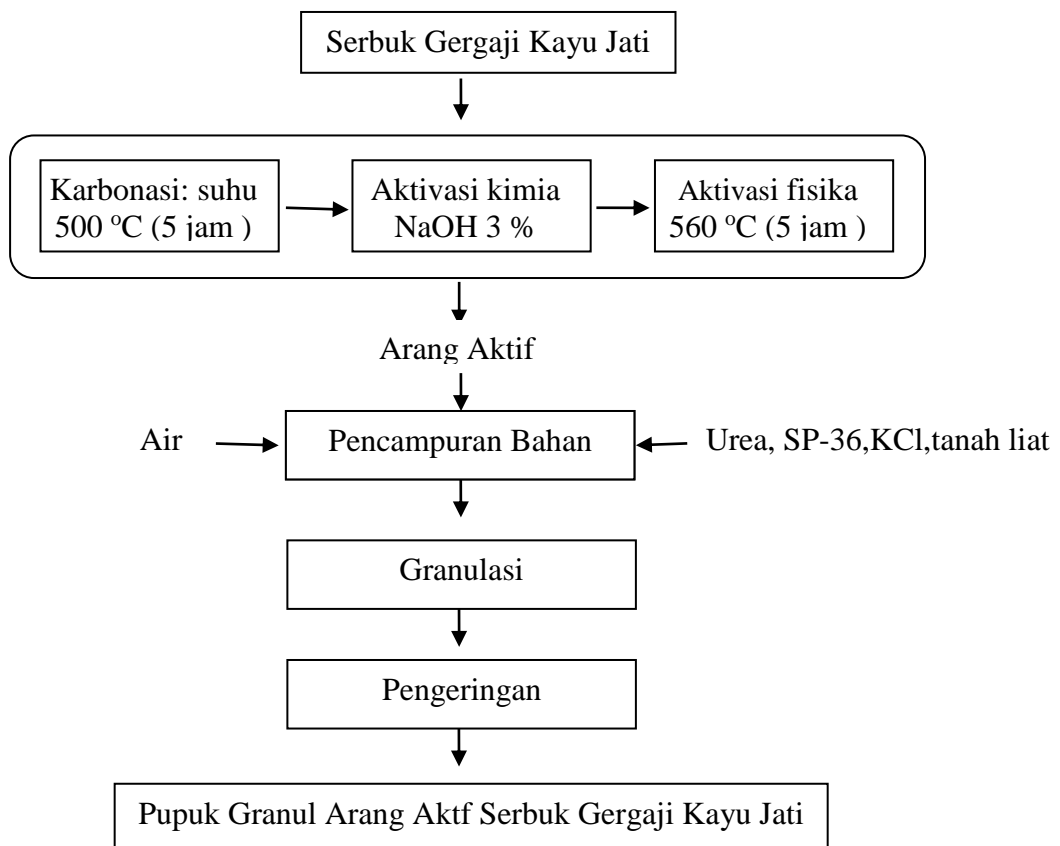 Serbuk Gergaji Kayu Jati
Karbonasi: suhu
500 ºC (5 jam )
Aktivasi kimia
NaOH 3 %
Aktivasi fisika
560 ºC (5 jam )
Arang Aktif
Air
Pencampuran Bahan
Urea, SP-36,KCl,tanah liat
Granulasi
Pengeringan
Pupuk Granul Arang Aktf Serbuk Gergaji Kayu Jati